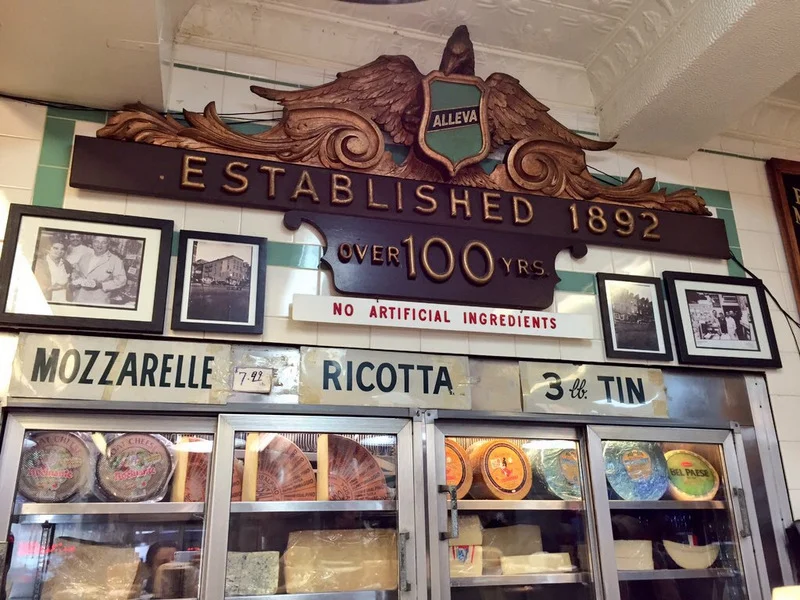 ALLEVA
ESTABLISHED 1892
OVER 100 YRS.
NO ARTIFICIAL INGREDIENTS
MOZZARELLE 7.99 RICOTTA 3 lb. TIN
BEL PAESE